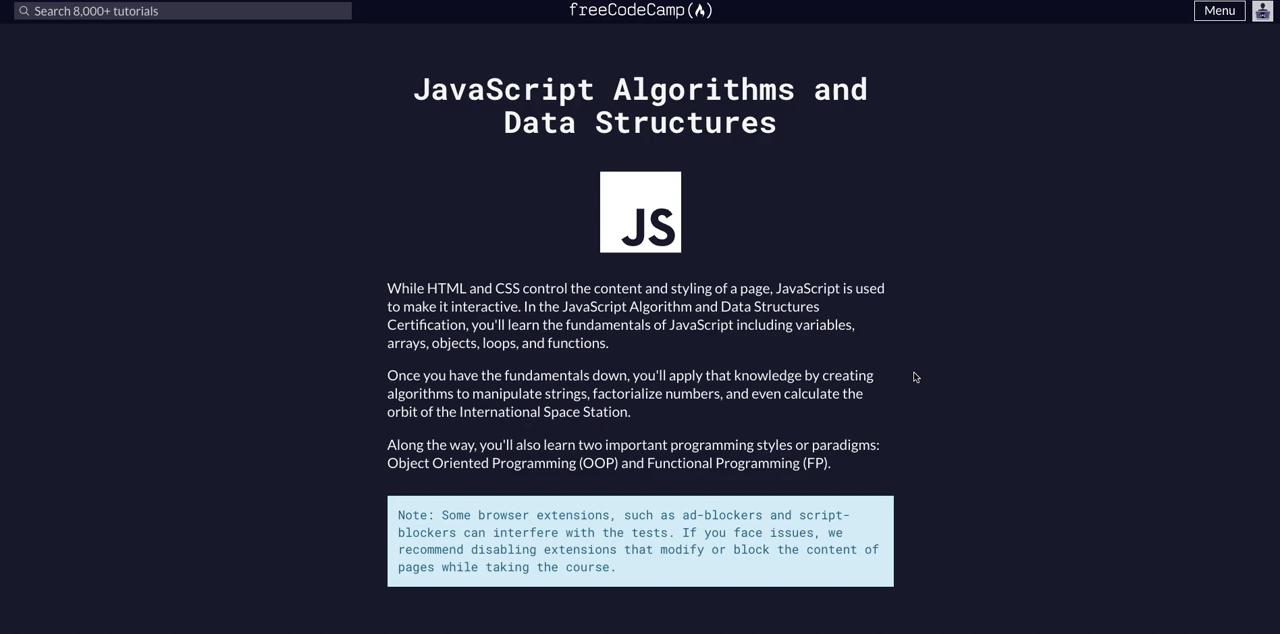 Search 8,000+ tutorials
freeCodeCamp
Menu
JavaScript Algorithms and
Data Structures
JS
While HTML and CSS control the content and styling of a page, JavaScript is used
to make it interactive. In the JavaScript Algorithm and Data Structures
Certification, you'll learn the fundamentals of JavaScript including variables,
arrays, objects, loops, and functions.
Once you have the fundamentals down, you'll apply that knowledge by creating
algorithms to manipulate strings, factorialize numbers, and even calculate the
orbit of the International Space Station.
Along the way, you'll also learn two important programming styles or paradigms:
Object Oriented Programming (OOP) and Functional Programming (FP).
Note: Some browser extensions, such as ad-blockers and script-
blockers can interfere with the tests. If you face issues, we
recommend disabling extensions that modify or block the content of
pages while taking the course.